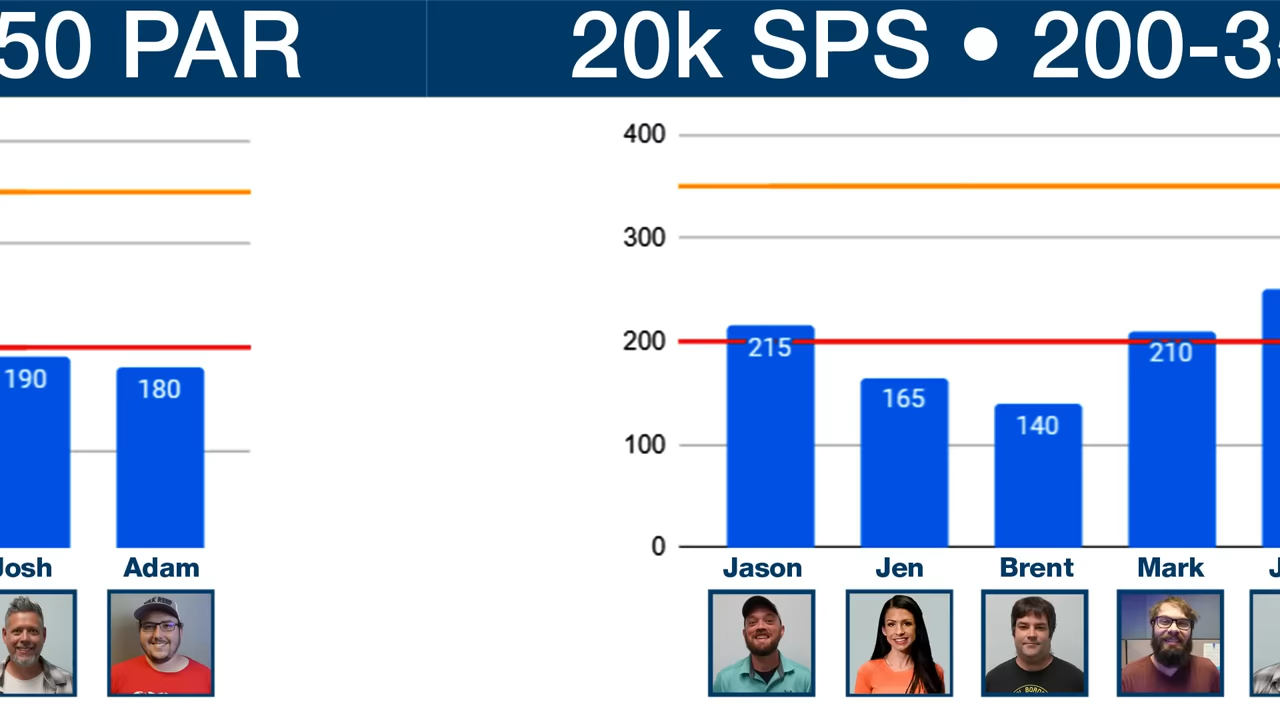 50 PAR
190
180
Josh
Adam
20k SPS • 200-35
400
300
200
100
0
215
165
140
210
Jason
Jen
Brent
Mark
J